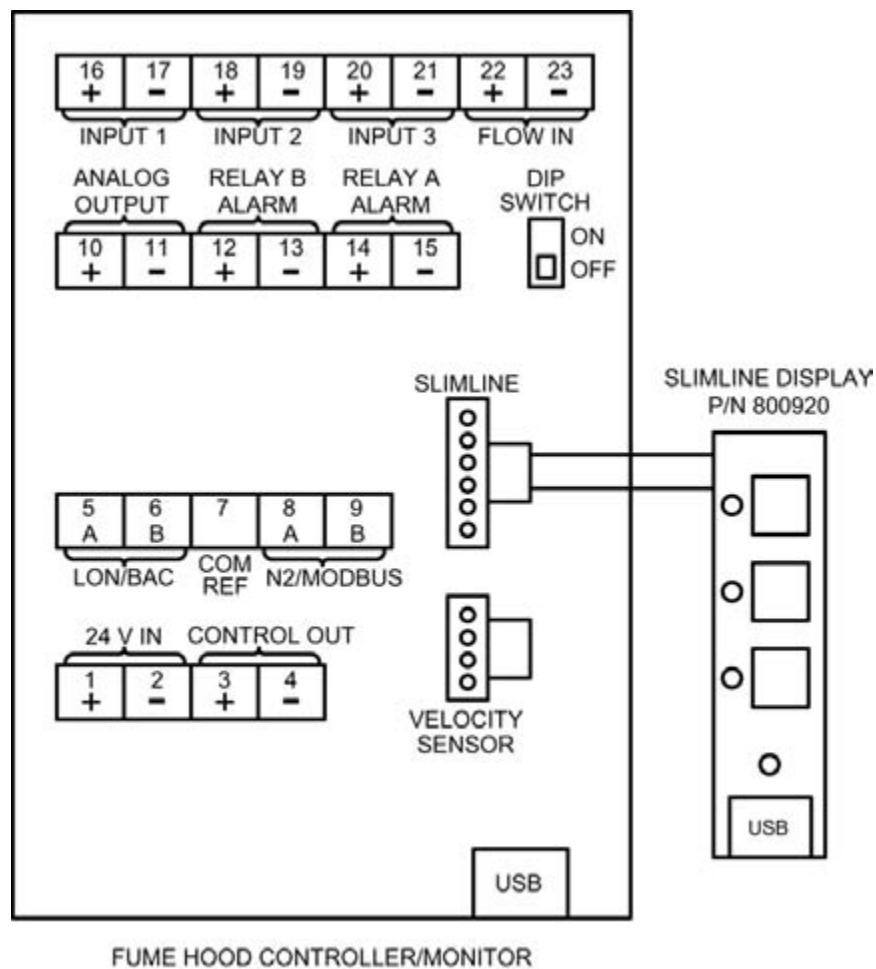 16 17 18 19 20 21 22 23
+ - + - + - + -
INPUT 1 INPUT 2 INPUT 3 FLOW IN
ANALOG OUTPUT
RELAY B ALARM
RELAY A ALARM
DIP SWITCH
10 11 12 13 14 15
+ - + - + -
ON
OFF
SLIMLINE
SLIMLINE DISPLAY
P/N 800920
5 6 7 8 9
A B A B
LON/BAC
COM
REF
N2/MODBUS
24 V IN CONTROL OUT
1 2 3 4
+ - + -
VELOCITY
SENSOR
USB
USB
FUME HOOD CONTROLLER/MONITOR